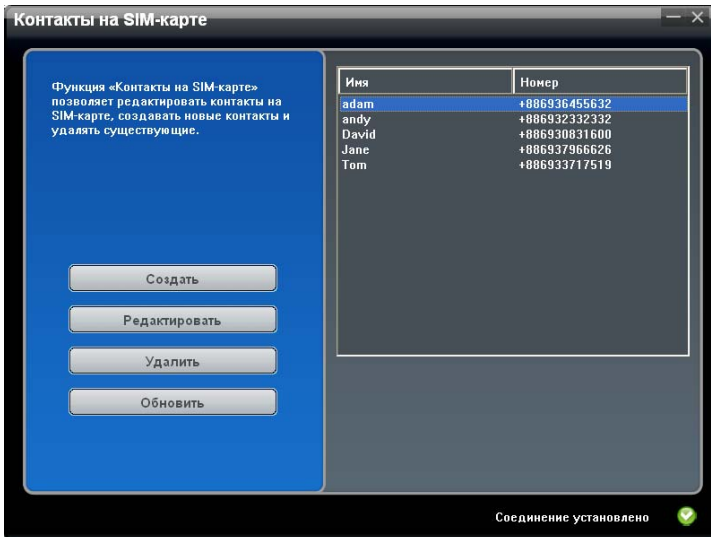 Контакты на SIM-карте
Функция «Контакты на SIM-карте»
позволяет редактировать контакты на
SIM-карте, создавать новые контакты и
удалять существующие.
Создать
Редактировать
Удалить
Обновить
Имя Номер
adam +886936455632
andy +886932332332
David +886930831600
Jane +886937966626
Tom +886933717519
Соединение установлено